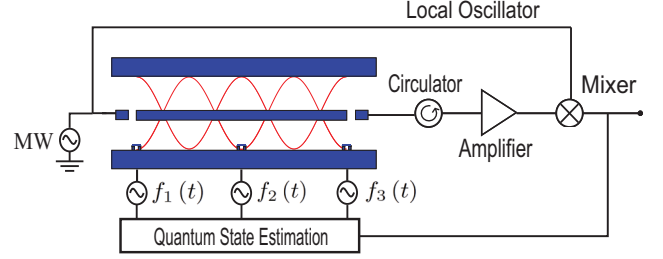 Local Oscillator
Circulator
Mixer
MW
Amplifier
f₁(t) f₂(t) f₃(t)
Quantum State Estimation